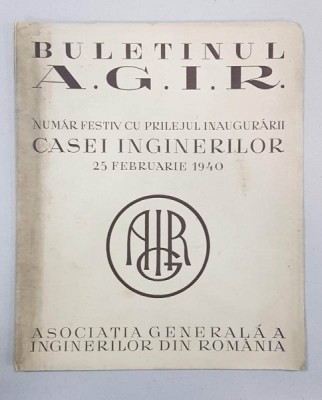 BULETINUL
A.G.I.R.
NUMĂR FESTIV CU PRILEJUL INAUGURĂRII
CASEI INGINERILOR
25 FEBRUARIE 1940
AGIR
ASOCIAȚIA GENERALĂ A
INGINERILOR DIN ROMÂNIA